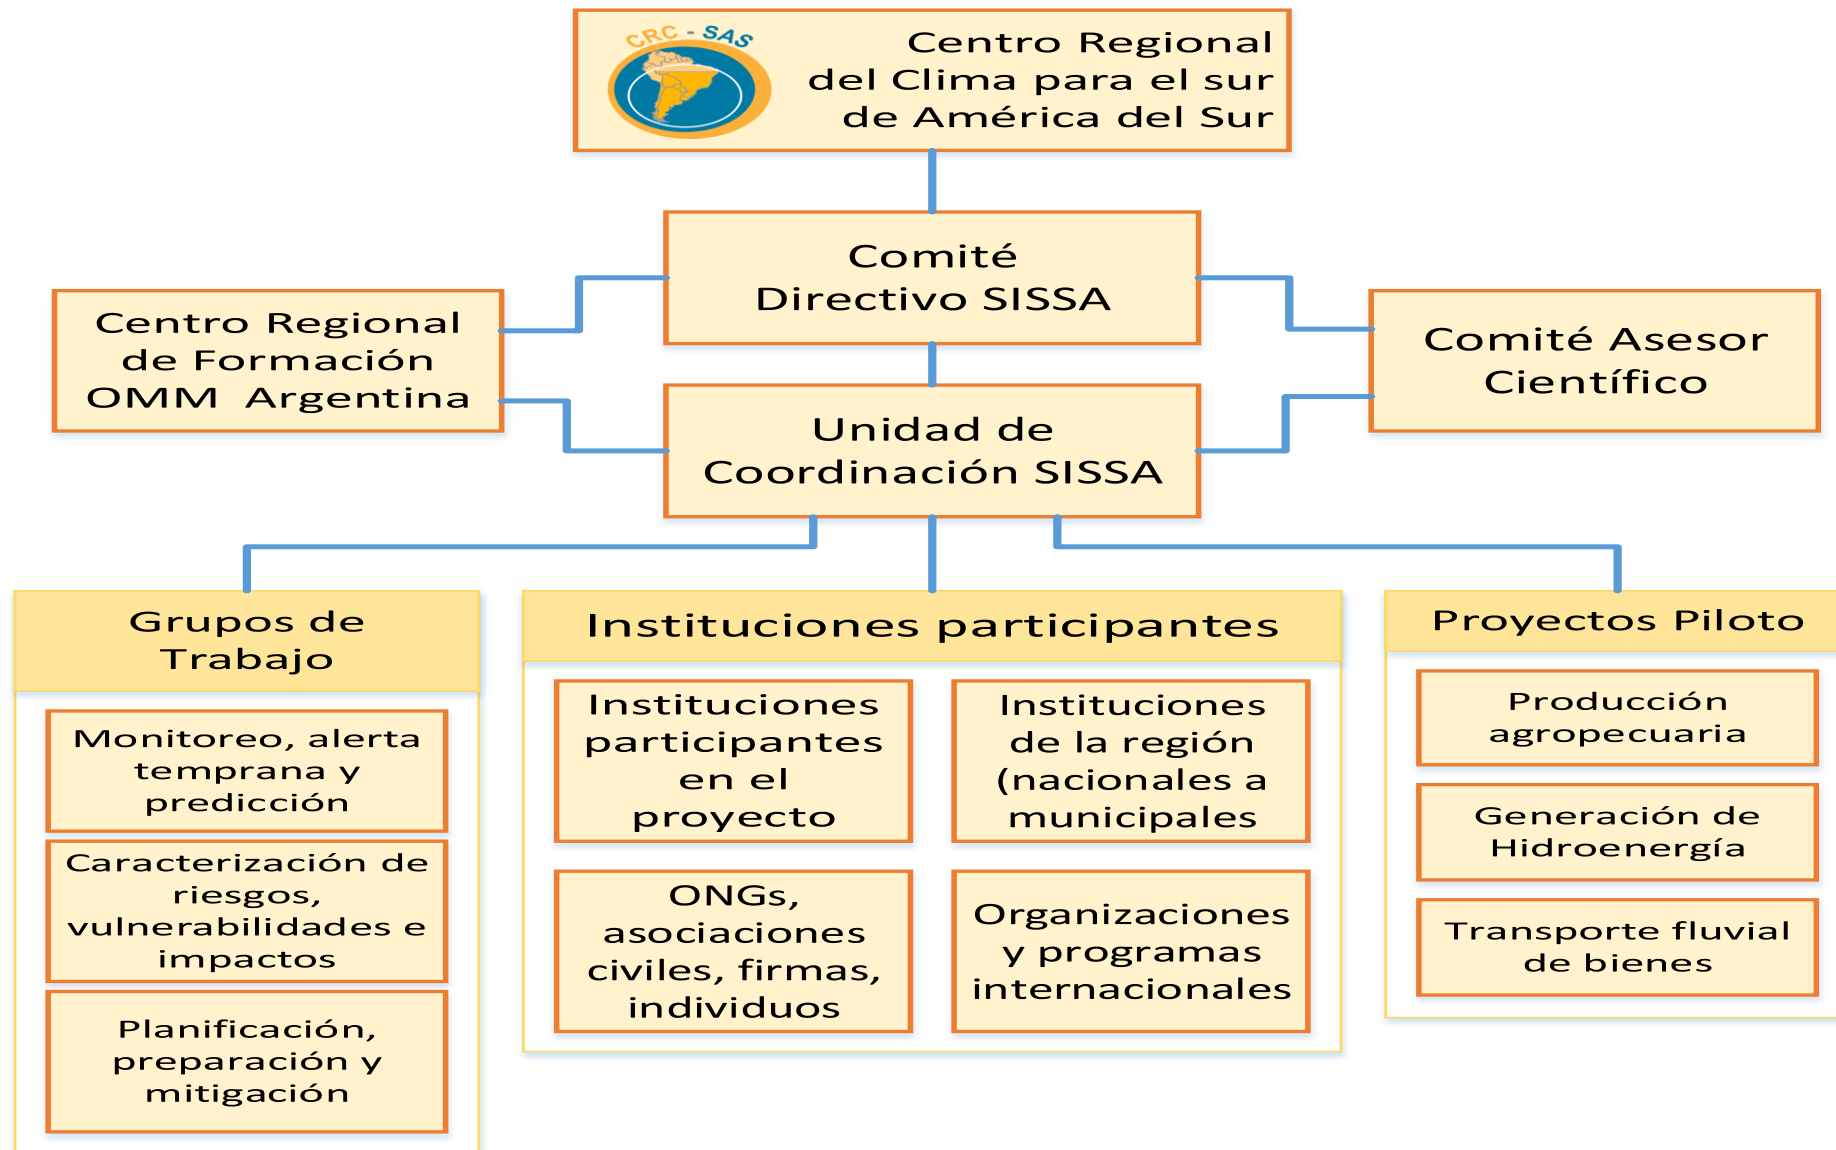 CRC - SAS
Centro Regional
del Clima para el sur
de América del Sur
Comité
Directivo SISSA
Centro Regional
de Formación
OMM Argentina
Comité Asesor
Científico
Unidad de
Coordinación SISSA
Grupos de
Trabajo
Monitoreo, alerta
temprana y
predicción
Caracterización de
riesgos,
vulnerabilidades e
impactos
Planificación,
preparación y
mitigación
Instituciones participantes
Instituciones
participantes
en el
proyecto
Instituciones
de la región
(nacionales a
municipales
ONGs,
asociaciones
civiles, firmas,
individuos
Organizaciones
y programas
internacionales
Proyectos Piloto
Producción
agropecuaria
Generación de
Hidroenergía
Transporte fluvial
de bienes